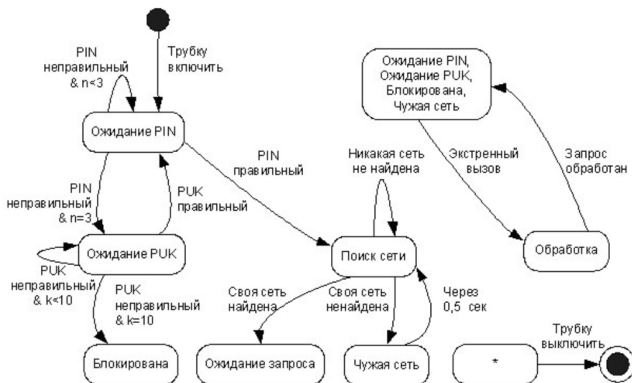 PIN
неправильный
& n<3
Трубку
включить
Ожидание PIN
PIN
правильный
PIN
неправильный
& n=3
PUK
правильный
Ожидание PUK
PUK
неправильный
& k<10
PUK
неправильный
& k=10
Блокирована
Никакая сеть
не найдена
Поиск сети
Своя сеть
найдена
Своя сеть
ненайдена
Через
0,5 сек
Ожидание запроса
Чужая сеть
Ожидание PIN,
Ожидание PUK,
Блокирована,
Чужая сеть
Экстренный
вызов
Запрос
обработан
Обработка
*
Трубку
выключить